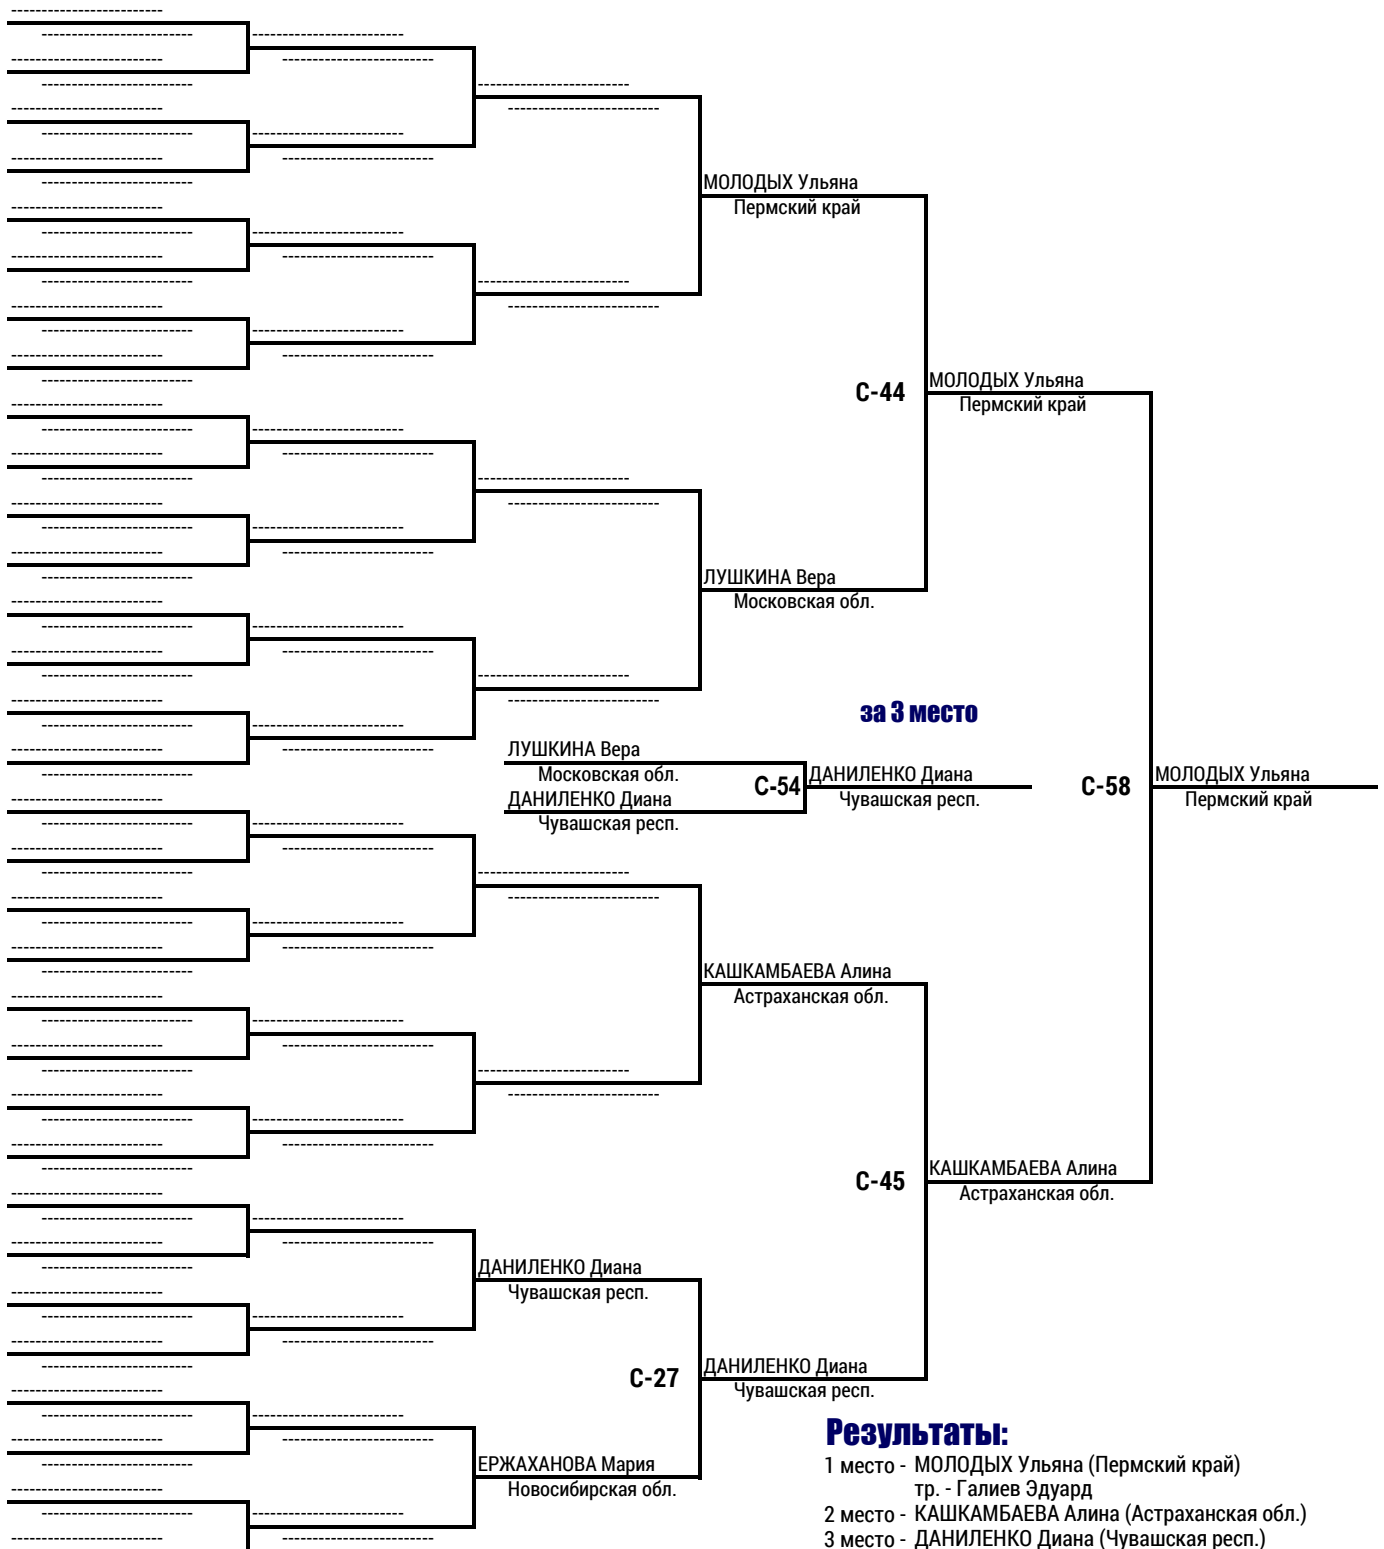 МОЛОДЫХ Ульяна
Пермский край
С-44
МОЛОДЫХ Ульяна
Пермский край
ЛУШКИНА Вера
Московская обл.
за 3 место
ЛУШКИНА Вера
Московская обл.
ДАНИЛЕНКО Диана
Чувашская респ.
С-54
ДАНИЛЕНКО Диана
Чувашская респ.
С-58
МОЛОДЫХ Ульяна
Пермский край
КАШКАМБАЕВА Алина
Астраханская обл.
С-45
КАШКАМБАЕВА Алина
Астраханская обл.
ДАНИЛЕНКО Диана
Чувашская респ.
С-27
ДАНИЛЕНКО Диана
Чувашская респ.
ЕРЖАХАНОВА Мария
Новосибирская обл.
Результаты:
1 место - МОЛОДЫХ Ульяна (Пермский край)
тр. - Галиев Эдуард
2 место - КАШКАМБАЕВА Алина (Астраханская обл.)
3 место - ДАНИЛЕНКО Диана (Чувашская респ.)